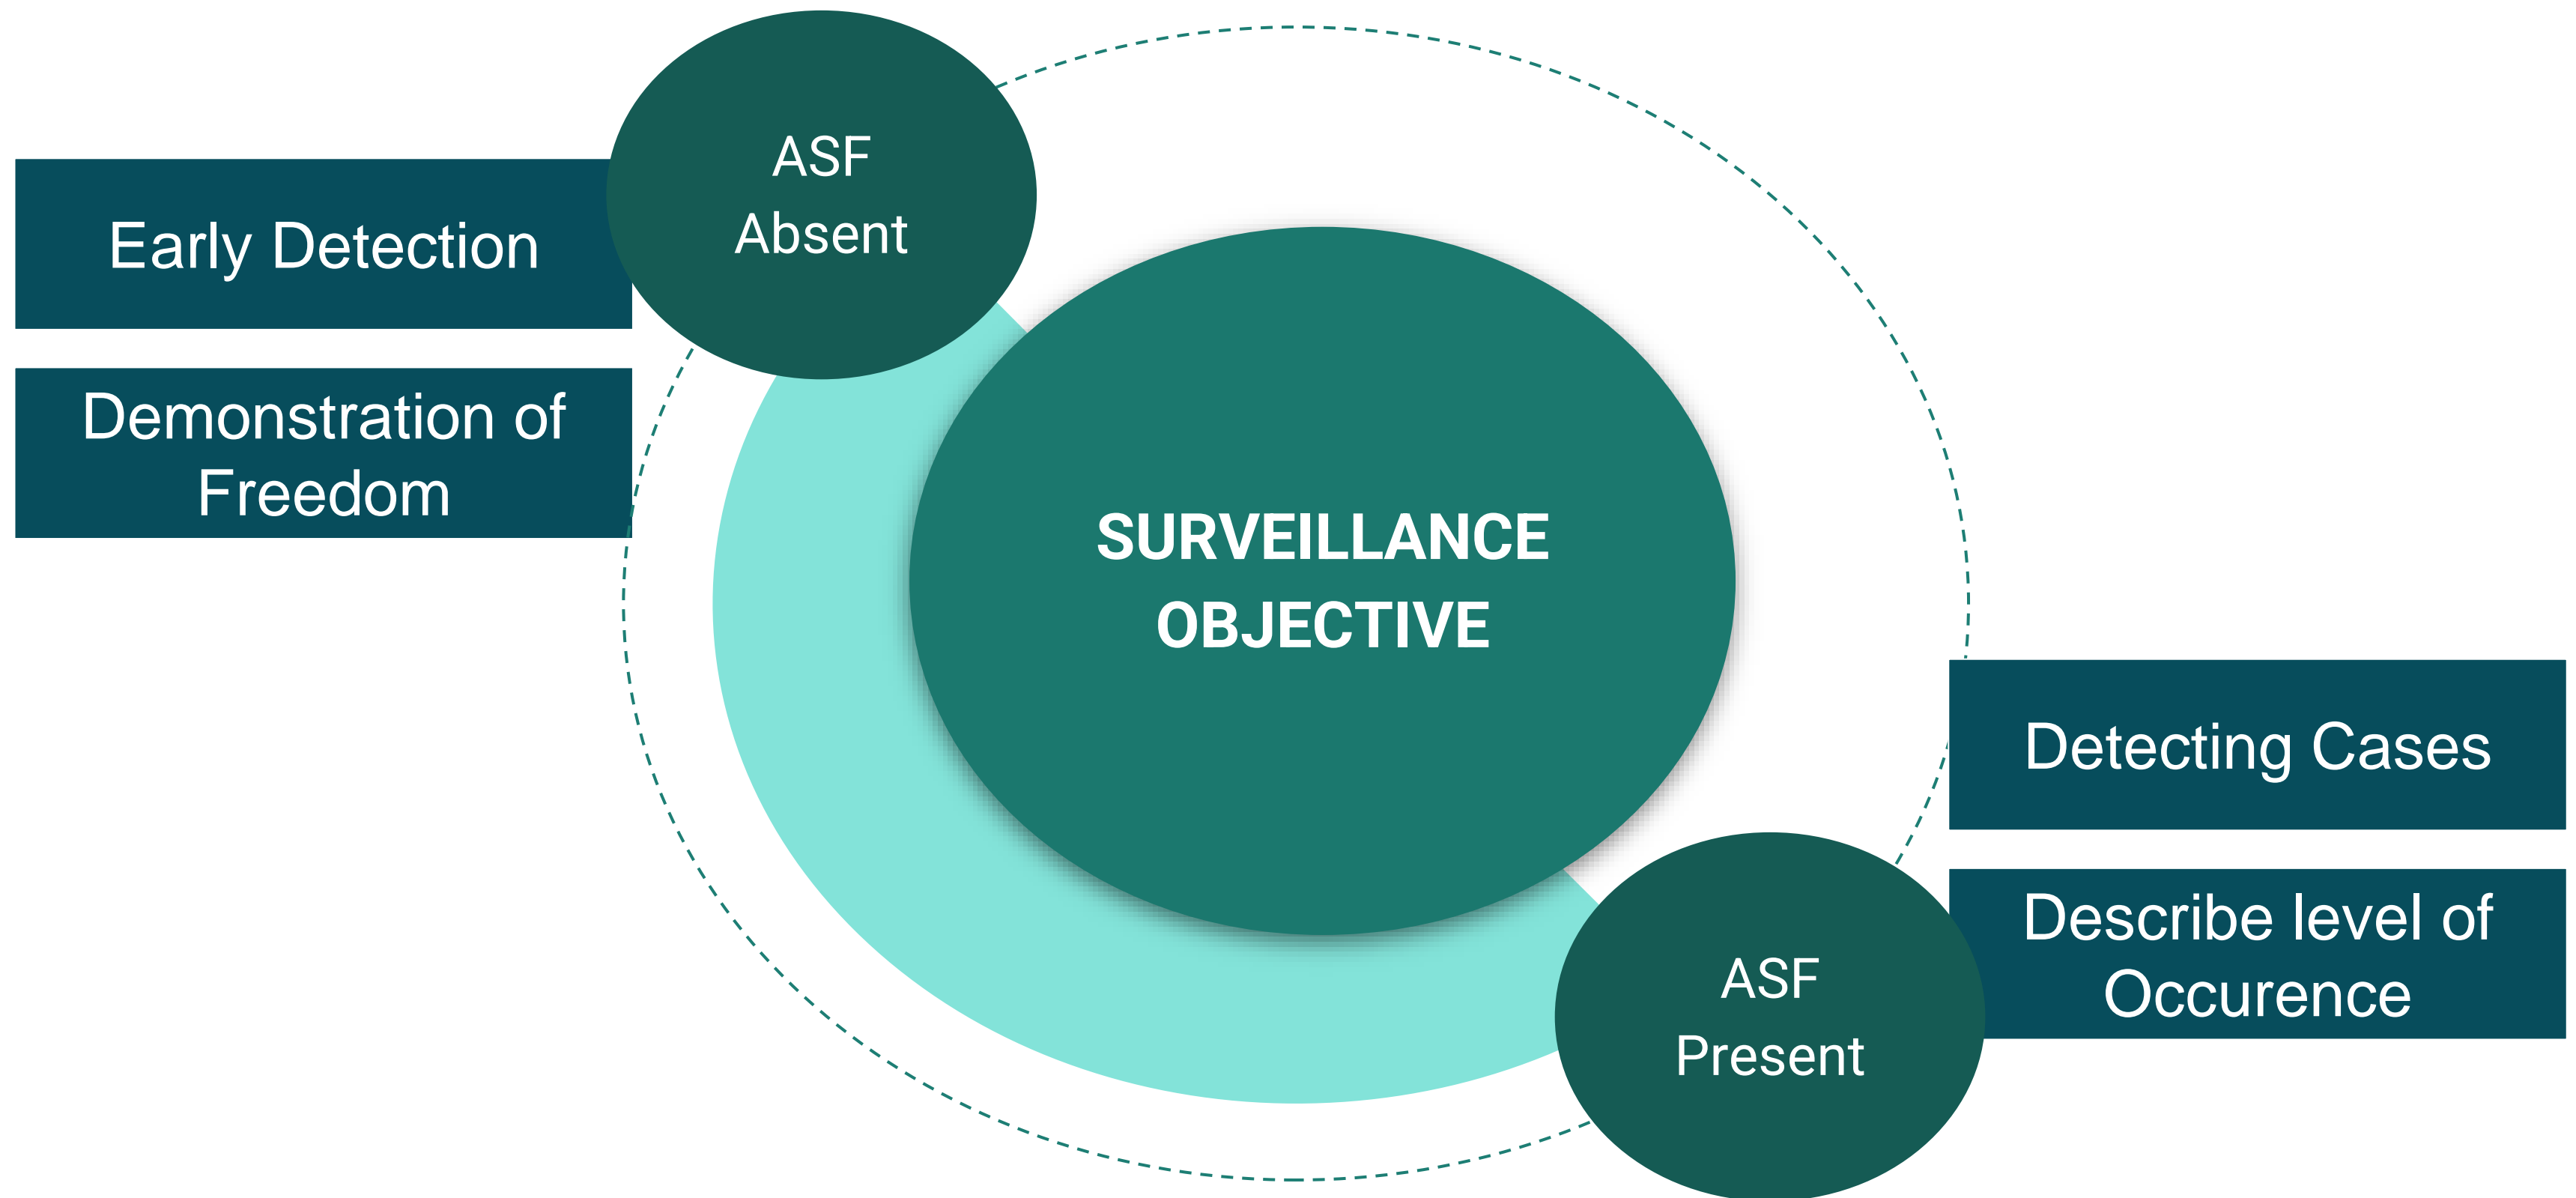 ASF
Absent
Early Detection
Demonstration of
Freedom
SURVEILLANCE
OBJECTIVE
Detecting Cases
Describe level of
Occurence
ASF
Present